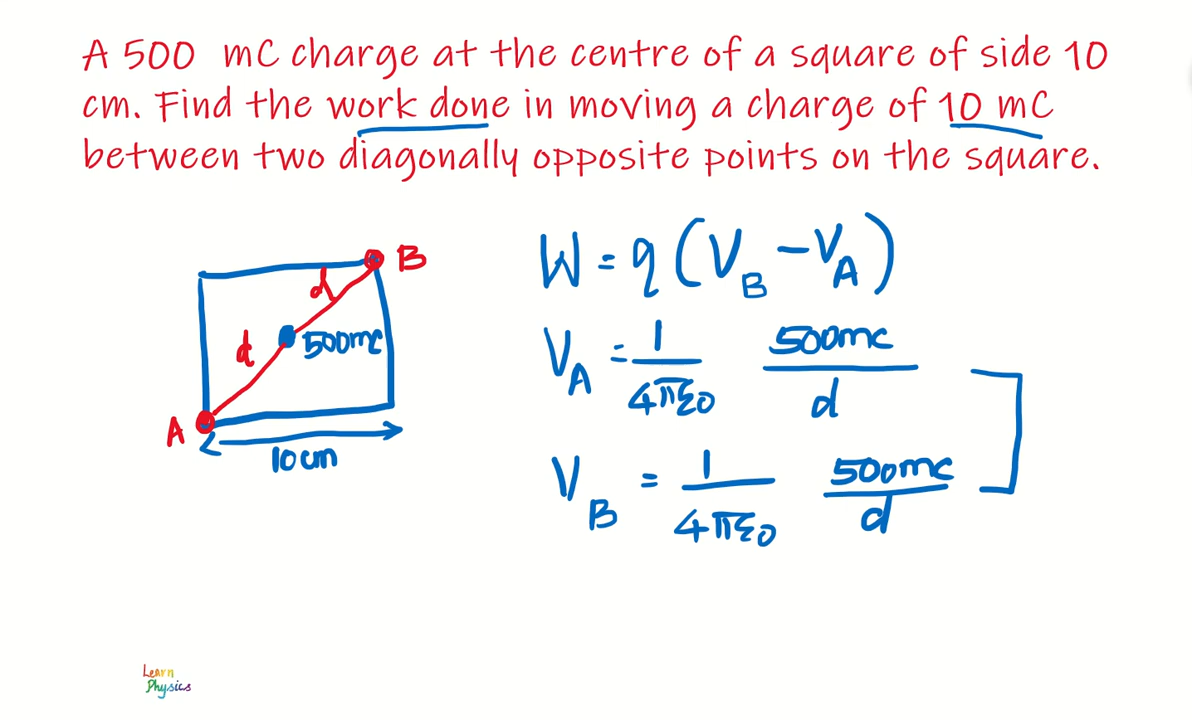 A 500 mC charge at the centre of a square of side 10
cm. Find the work done in moving a charge of 10 mC
between two diagonally opposite points on the square.
B
d
d
500mc
A
10cm
W = q (V_B - V_A)
V_A = 1/4πε0 500mc/d
V_B = 1/4πε0 500mc/d
Learn
Physics